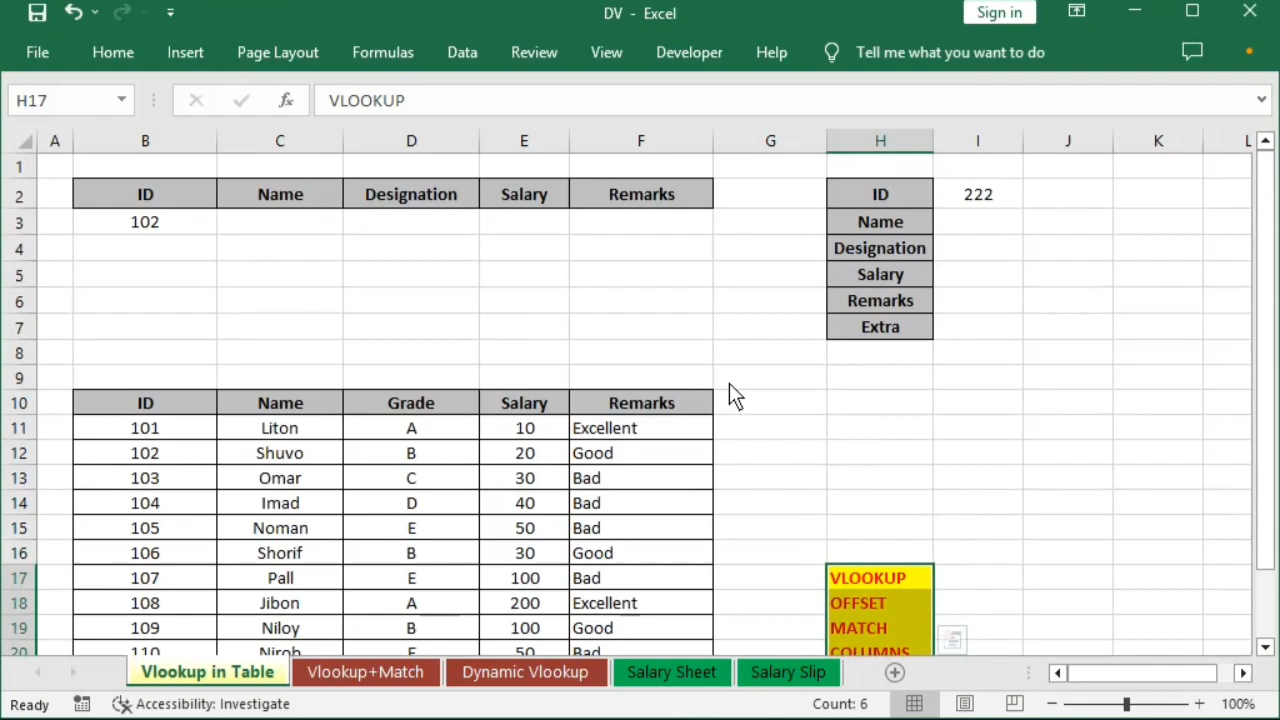 DV - Excel
Sign in
File Home Insert Page Layout Formulas Data Review View Developer Help Tell me what you want to do
H17 fx VLOOKUP
A B C D E F G H I J K L
1
2 ID Name Designation Salary Remarks ID 222
3 102 Name
4 Designation
5 Salary
6 Remarks
7 Extra
8
9
10 ID Name Grade Salary Remarks
11 101 Liton A 10 Excellent
12 102 Shuvo B 20 Good
13 103 Omar C 30 Bad
14 104 Imad D 40 Bad
15 105 Noman E 50 Bad
16 106 Shorif B 30 Good
17 107 Pall E 100 Bad VLOOKUP
18 108 Jibon A 200 Excellent OFFSET
19 109 Niloy B 100 Good MATCH
20 110 50 Bad COLUMNS
Vlookup in Table Vlookup+Match Dynamic Vlookup Salary Sheet Salary Slip
Ready Accessibility: Investigate Count: 6 100%